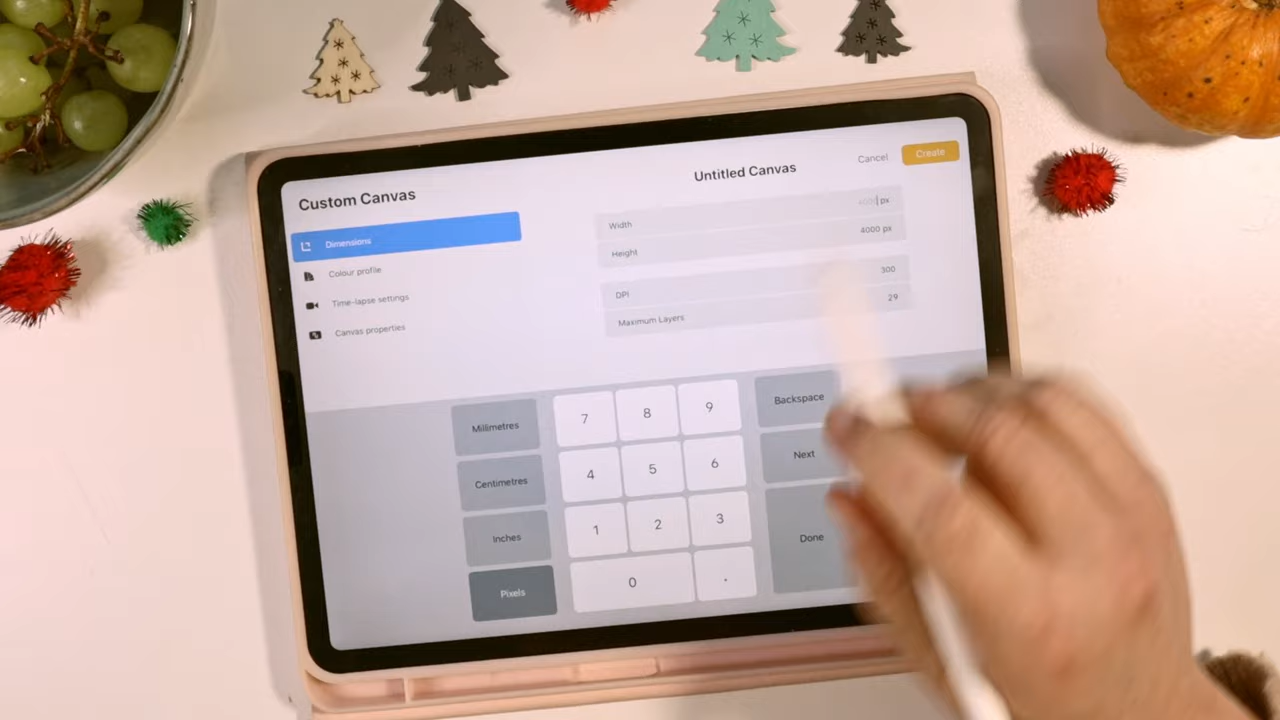 Custom Canvas
Untitled Canvas
Cancel
Create
Dimensions
Colour profile
Time-lapse settings
Canvas properties
Width px
Height 4000 px
DPI 300
Maximum Layers 29
Millimetres 7 8 9 Backspace
Centimetres 4 5 6 Next
Inches 1 2 3 Done
Pixels 0 .